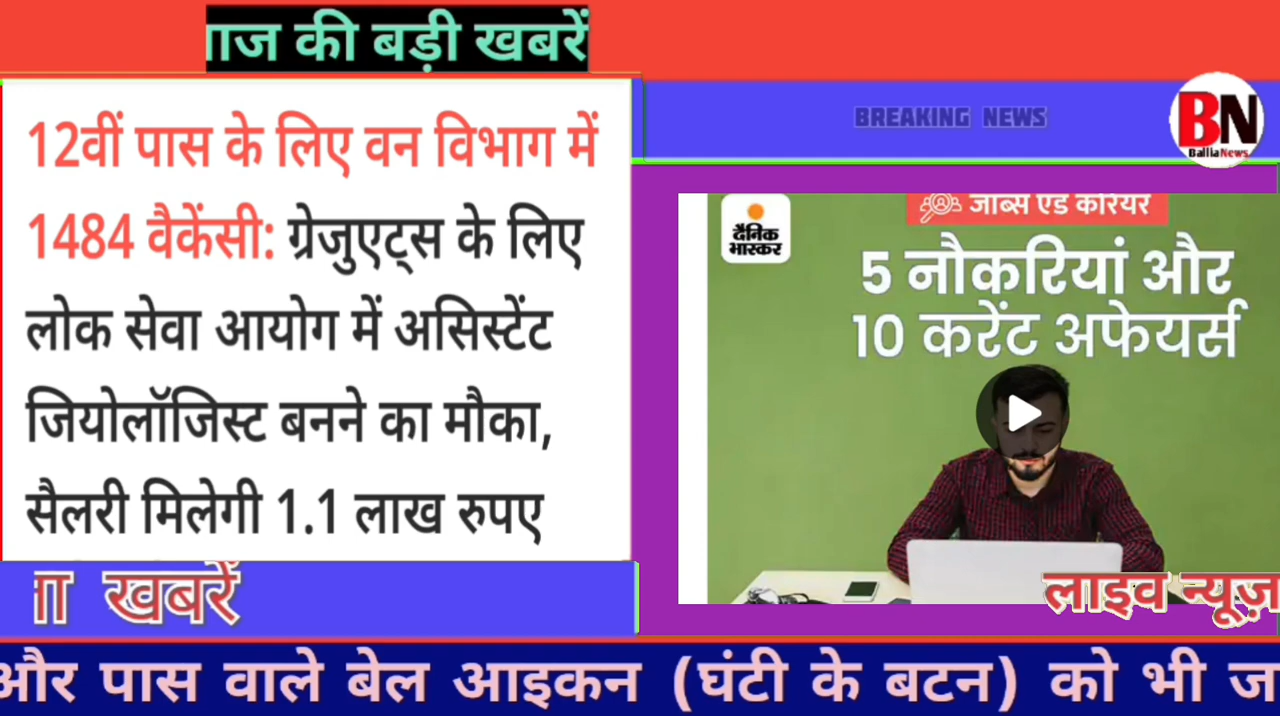 की बड़ी खबरें
12वीं पास के लिए वन विभाग में
1484 वैकेंसी: ग्रेजुएट्स के लिए
लोक सेवा आयोग में असिस्टेंट
जियोलॉजिस्ट बनने का मौका,
सैलरी मिलेगी 1.1 लाख रुपए
खबरें
BREAKING NEWS
BN
BalliaNews
दैनिक
भास्कर
जॉब्स एंड करियर
5 नौकरियां और
10 करेंट अफेयर्स
लाइव न्यूज़
और पास वाले बेल आइकन (घंटी के बटन) को भी